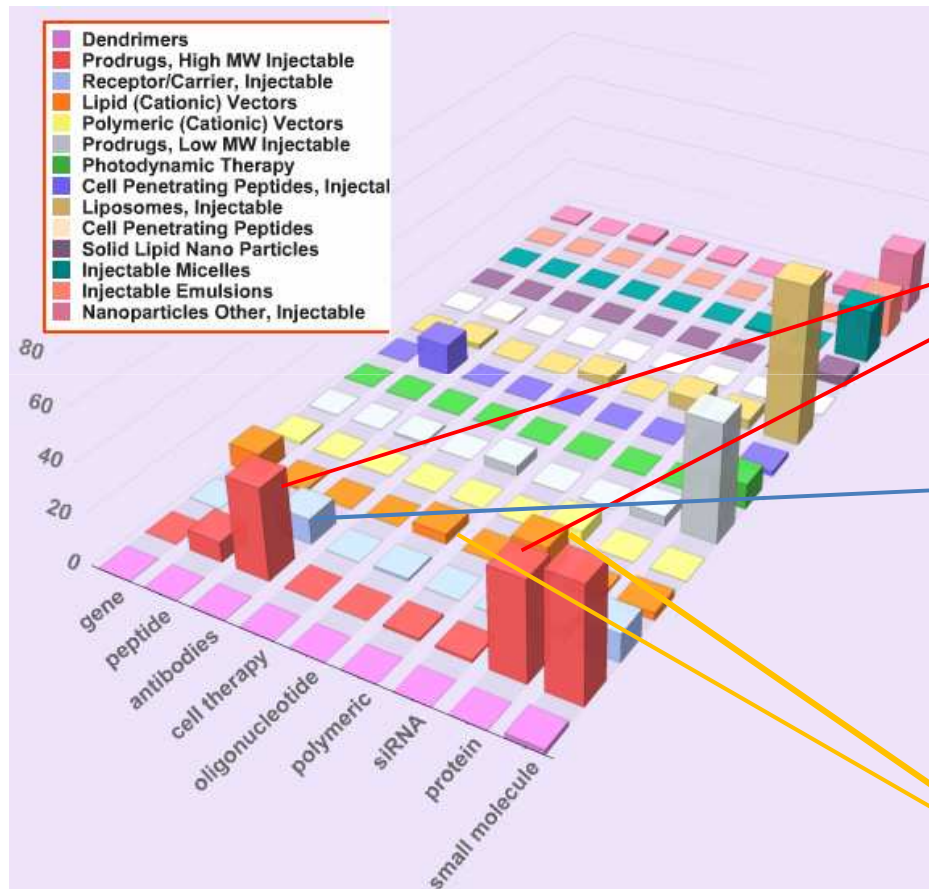 Dendrimers
Prodrugs, High MW Injectable
Receptor/Carrier, Injectable
Lipid (Cationic) Vectors
Polymeric (Cationic) Vectors
Prodrugs, Low MW Injectable
Photodynamic Therapy
Cell Penetrating Peptides, Injectal
Liposomes, Injectable
Cell Penetrating Peptides
Solid Lipid Nano Particles
Injectable Micelles
Injectable Emulsions
Nanoparticles Other, Injectable
80
60
40
20
0
gene
peptide
antibodies
cell therapy
oligonucleotide
polymeric
siRNA
protein
small molecule